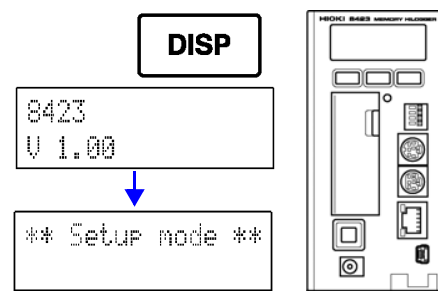 DISP
8423
V 1.00
** Setup mode **
HIOKI 8423 MEMORY HiLOGGER